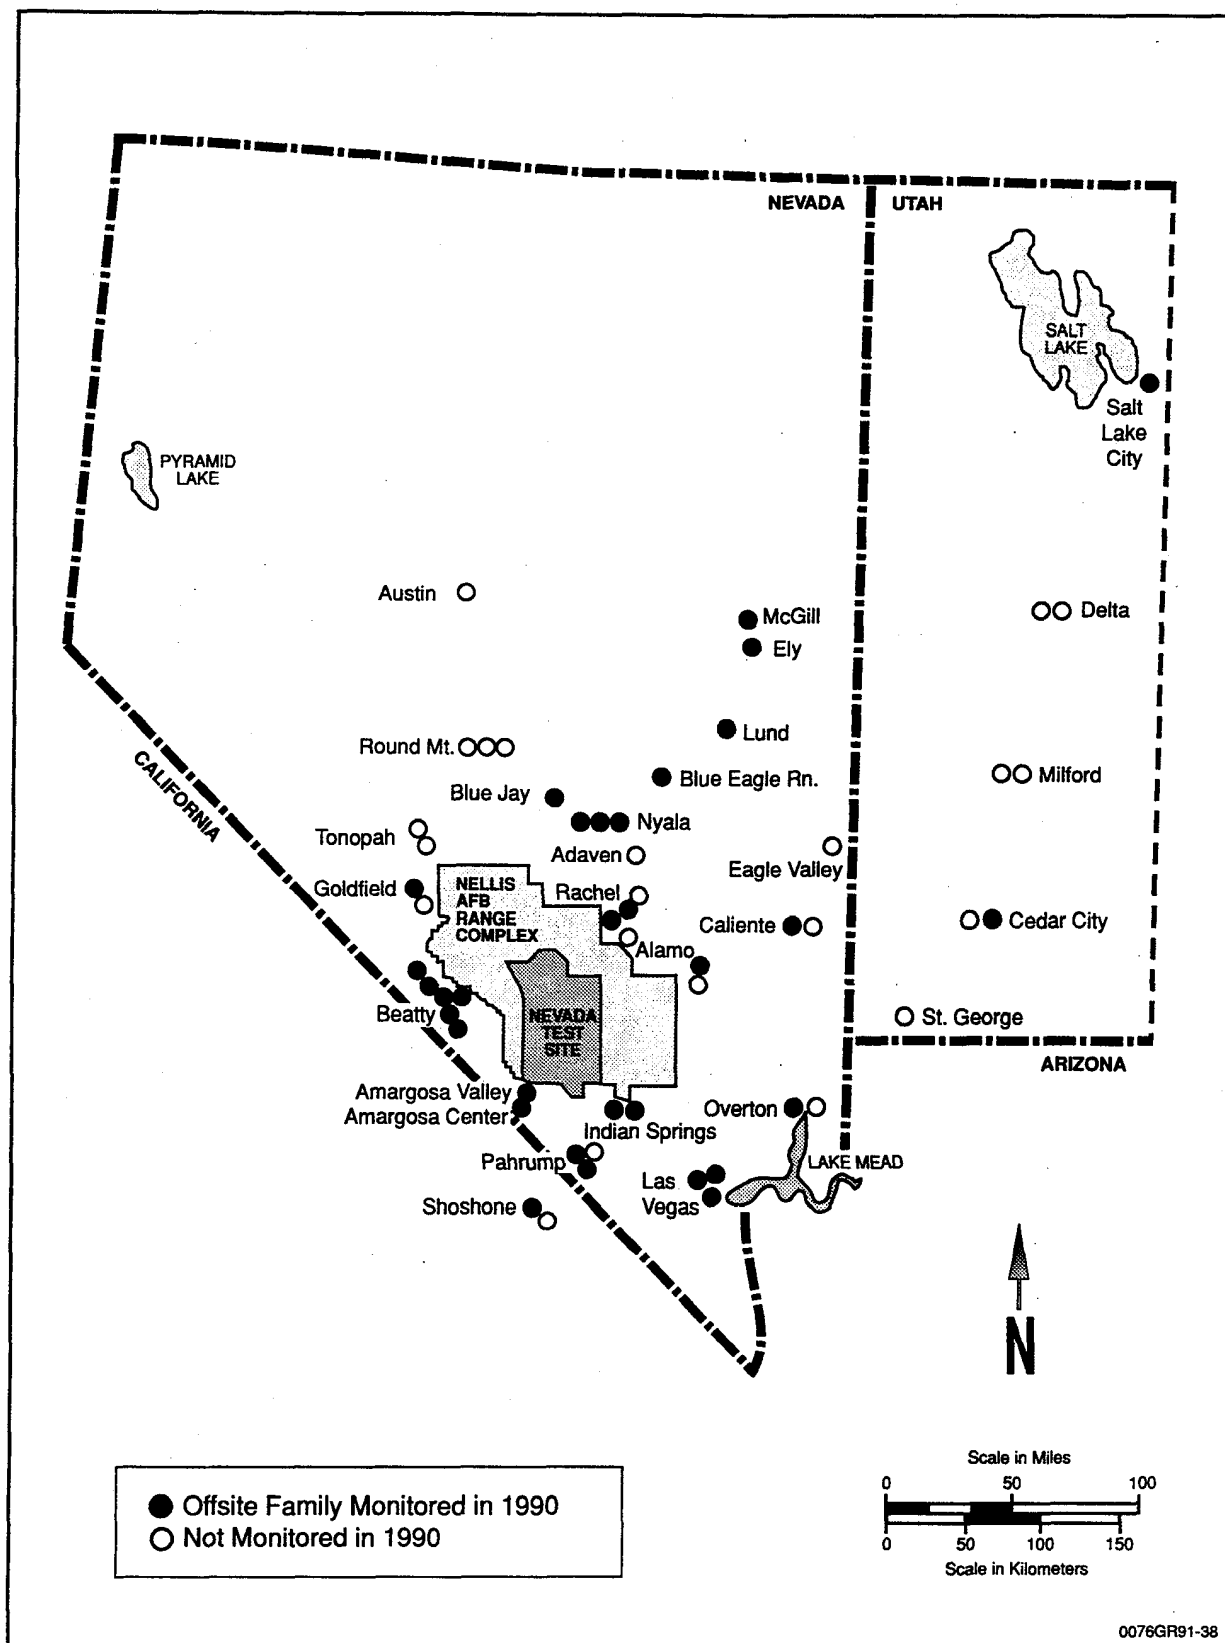 NEVADA
UTAH
SALT
LAKE
Salt
Lake
City
PYRAMID
LAKE
Austin
McGill
Ely
Delta
Lund
Round Mt.
CALIFORNIA
Blue Eagle Rn.
Milford
Blue Jay
Nyala
Tonopah
Adaven
Eagle Valley
Goldfield
NELLIS
AFB
RANGE
COMPLEX
Rachel
Caliente
Cedar City
Alamo
Beatty
NEVADA
TEST
SITE
St. George
ARIZONA
Amargosa Valley
Amargosa Center
Overton
Indian Springs
Pahrump
LAKE MEAD
Las
Vegas
Shoshone
N
Scale in Miles
0 50 100
0 50 100 150
Scale in Kilometers
Offsite Family Monitored in 1990
Not Monitored in 1990
0076GR91-38